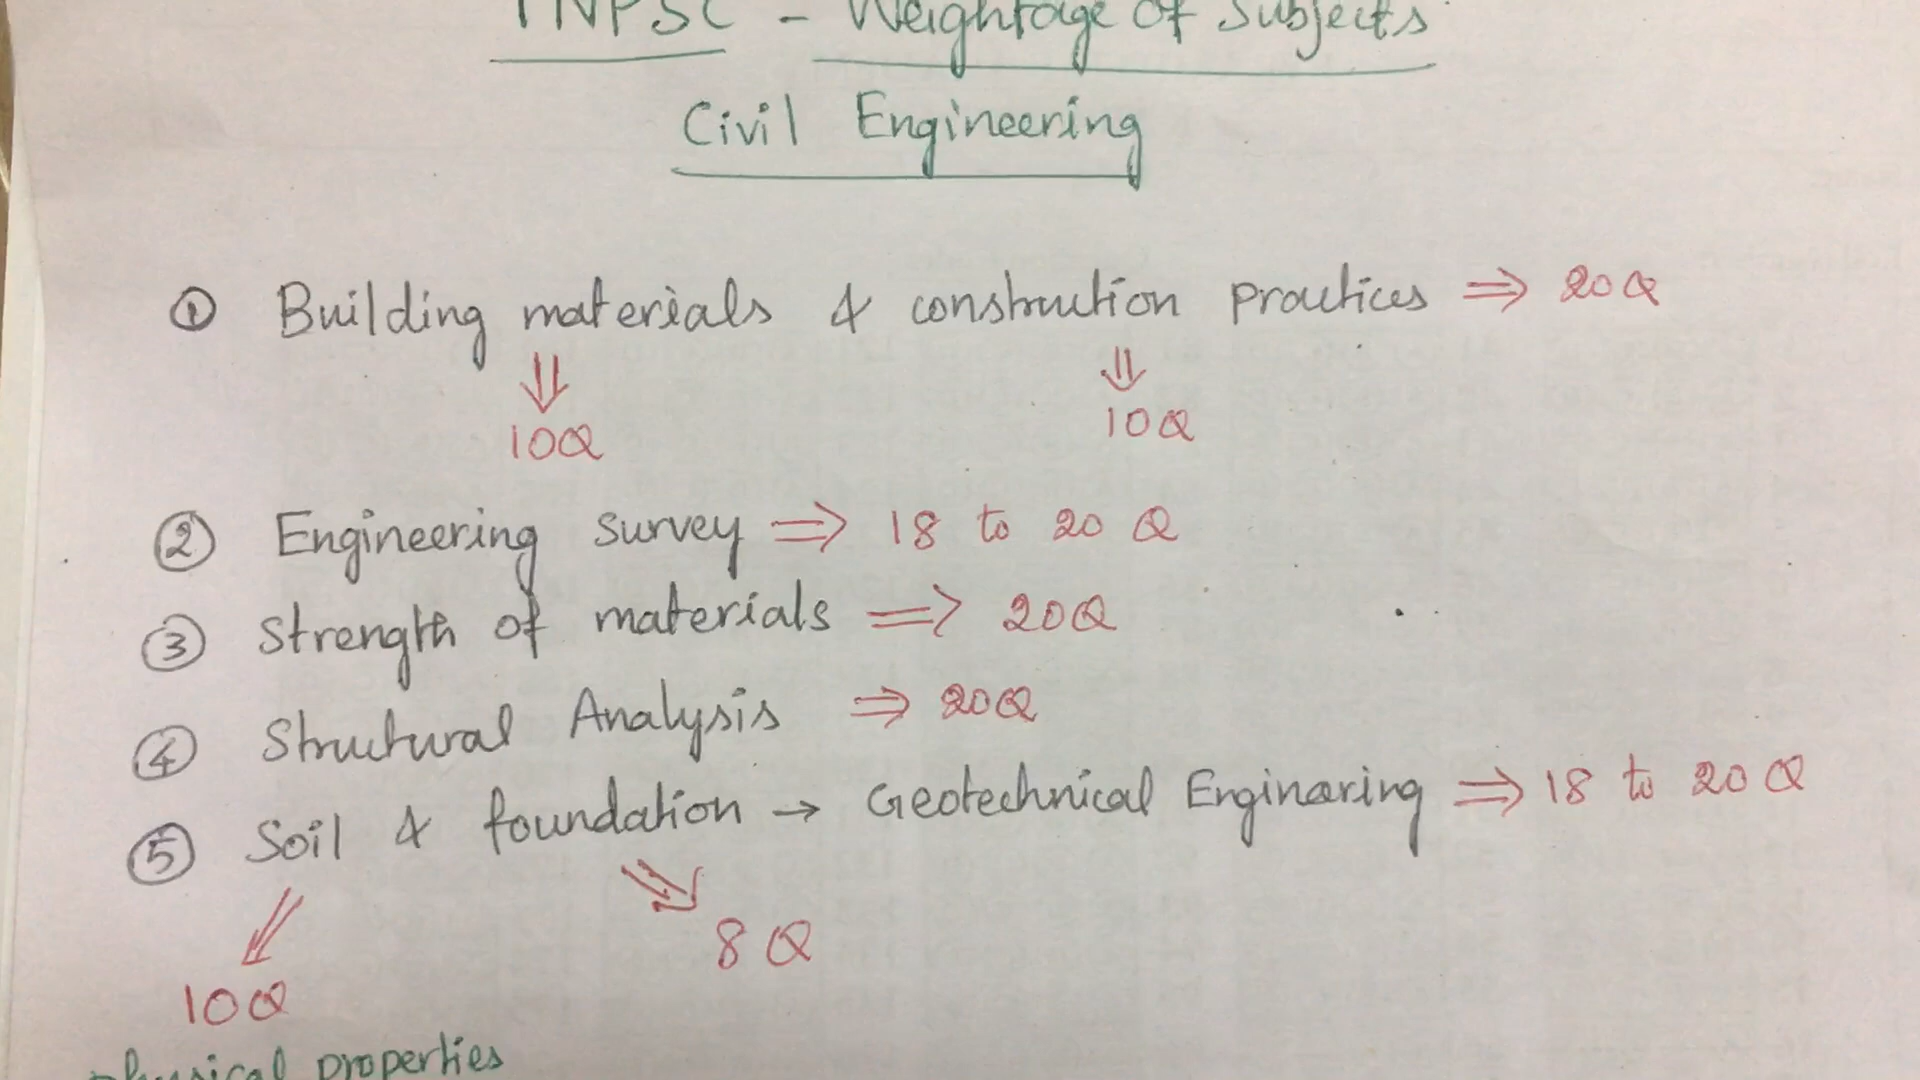 TNPSC - Weightage of Subjects
Civil Engineering
① Building materials & construction practices ⇒ 20Q
⇓ ⇓
10Q 10Q
② Engineering survey ⇒ 18 to 20 Q
③ Strength of materials ⇒ 20Q
④ Structural Analysis ⇒ 20Q
⑤ Soil & foundation → Geotechnical Enginearing ⇒ 18 to 20 Q
8 Q
10Q
physical properties